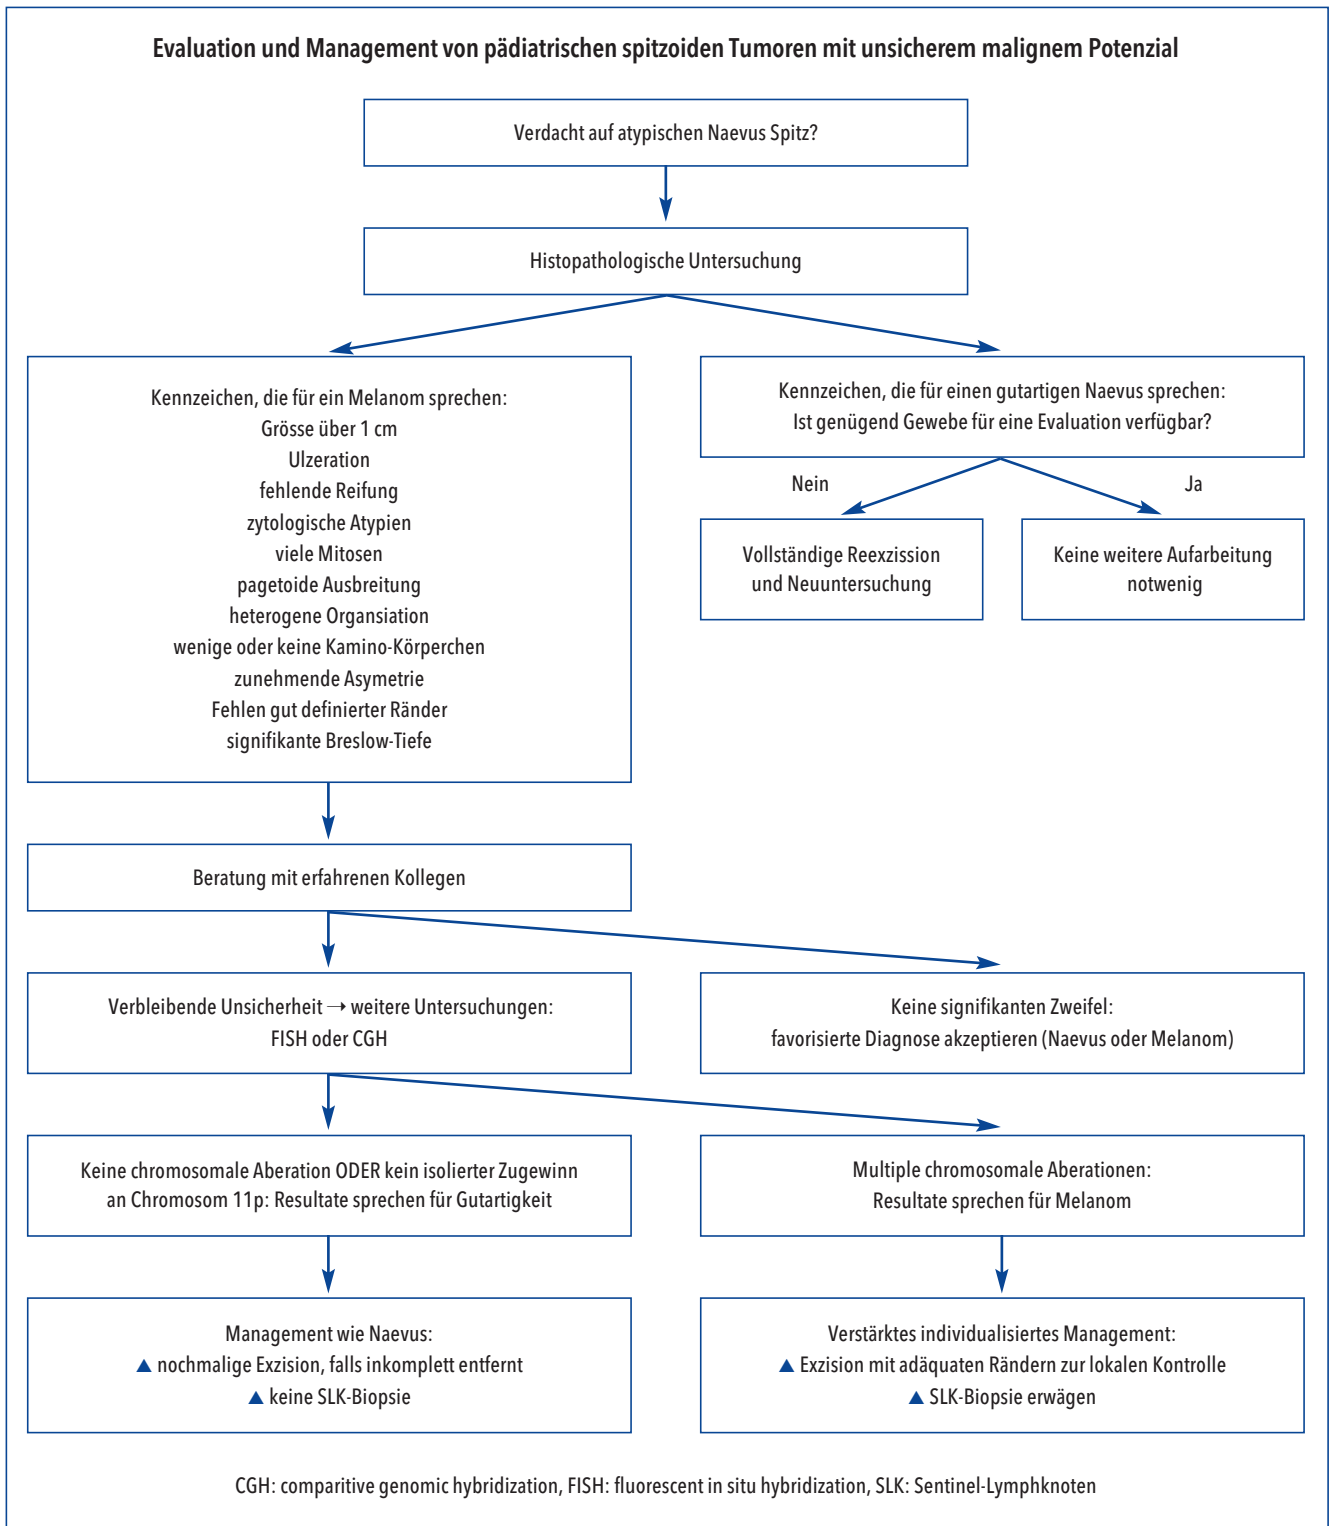 Evaluation und Management von pädiatrischen spitzoiden Tumoren mit unsicherem malignem Potenzial
Verdacht auf atypischen Naevus Spitz?
Histopathologische Untersuchung
Kennzeichen, die für ein Melanom sprechen:
Grösse über 1 cm
Ulzeration
fehlende Reifung
zytologische Atypien
viele Mitosen
pagetoide Ausbreitung
heterogene Organsiation
wenige oder keine Kamino-Körperchen
zunehmende Asymetrie
Fehlen gut definierter Ränder
signifikante Breslow-Tiefe
Kennzeichen, die für einen gutartigen Naevus sprechen:
Ist genügend Gewebe für eine Evaluation verfügbar?
Nein
Ja
Vollständige Reexzission
und Neuuntersuchung
Keine weitere Aufarbeitung
notwenig
Beratung mit erfahrenen Kollegen
Verbleibende Unsicherheit → weitere Untersuchungen:
FISH oder CGH
Keine signifikanten Zweifel:
favorisierte Diagnose akzeptieren (Naevus oder Melanom)
Keine chromosomale Aberation ODER kein isolierter Zugewinn
an Chromosom 11p: Resultate sprechen für Gutartigkeit
Multiple chromosomale Aberationen:
Resultate sprechen für Melanom
Management wie Naevus:
▲ nochmalige Exzision, falls inkomplett entfernt
▲ keine SLK-Biopsie
Verstärktes individualisiertes Management:
▲ Exzision mit adäquaten Rändern zur lokalen Kontrolle
▲ SLK-Biopsie erwägen
CGH: comparitive genomic hybridization, FISH: fluorescent in situ hybridization, SLK: Sentinel-Lymphknoten